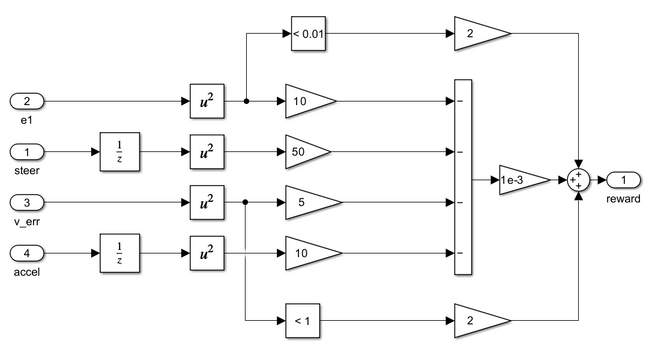 < 0.01
2
2
u²
10
−
e1
1
1
z
u²
50
−
steer
1e-3
+
+
+
1
reward
3
u²
5
−
v_err
4
1
z
u²
10
−
accel
< 1
2